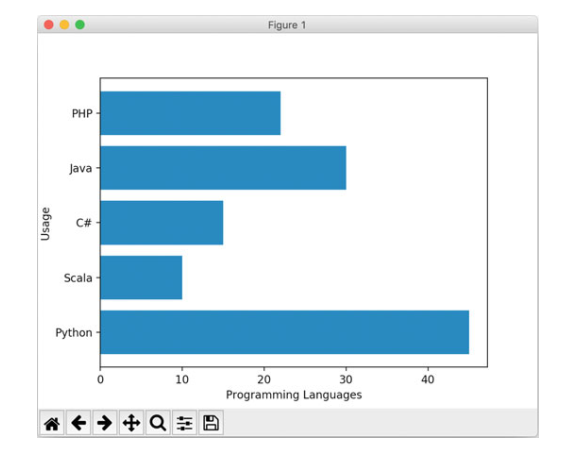 Figure 1
PHP
Java
C#
Scala
Python
Usage
0 10 20 30 40
Programming Languages